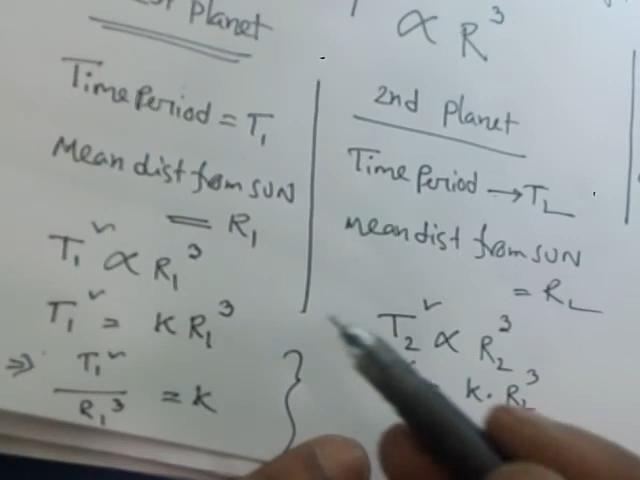 Planet
∝ R³
Time Period = T₁
Mean dist from SUN
= R₁
T₁² ∝ R₁³
T₁² = K R₁³
⇒ T₁² / R₁³ = K
2nd Planet
Time Period → T₂
mean dist from SUN
= R₂
T₂² ∝ R₂³
K · R₂³